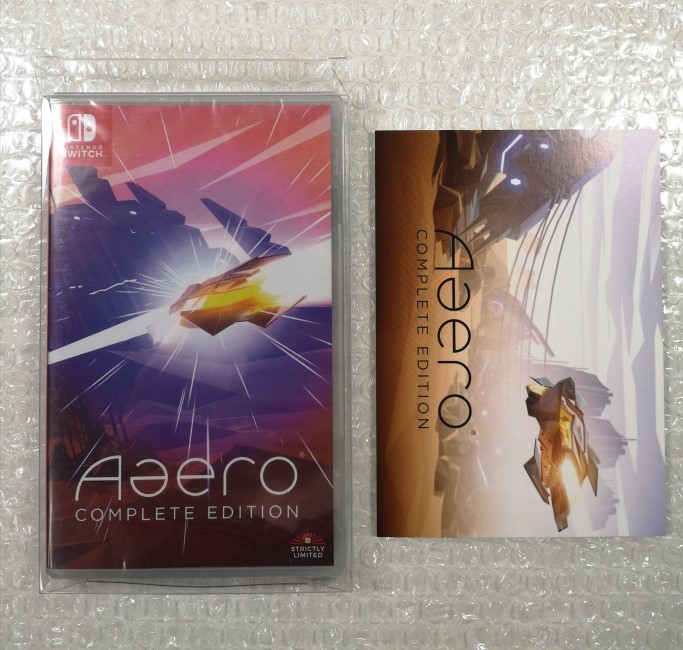 NINTENDO
SWITCH
Aaero
COMPLETE EDITION
STRICTLY
LIMITED
Aaero
COMPLETE EDITION